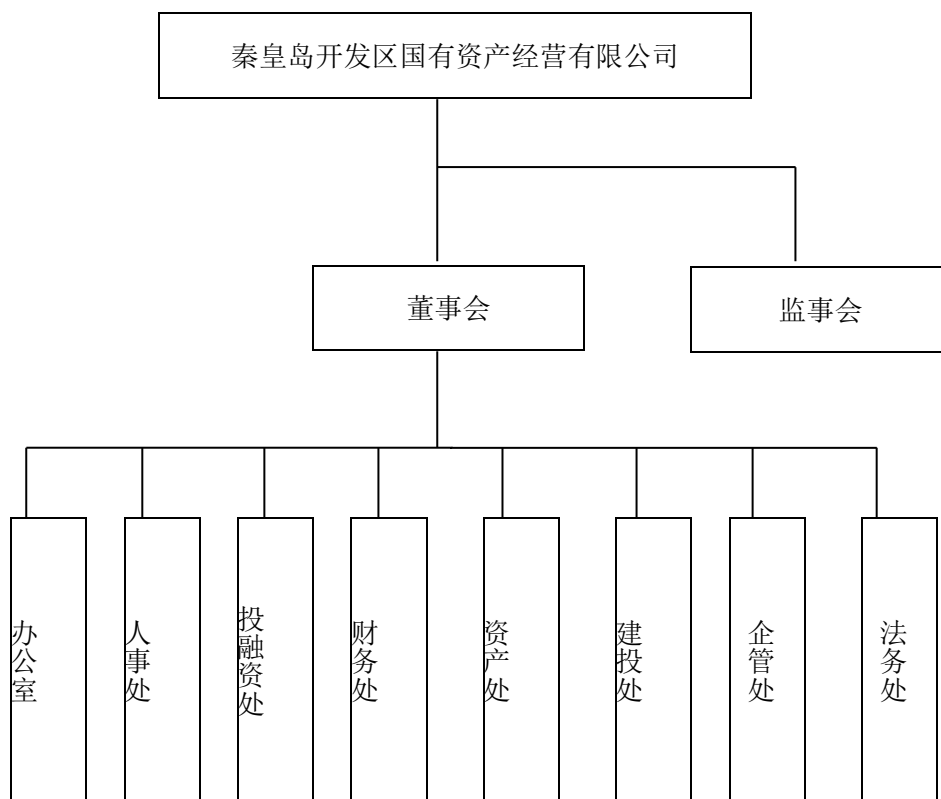 秦皇岛开发区国有资产经营有限公司
董事会
监事会
办公室
人事处
投融资处
财务处
资产处
建投处
企管处
法务处